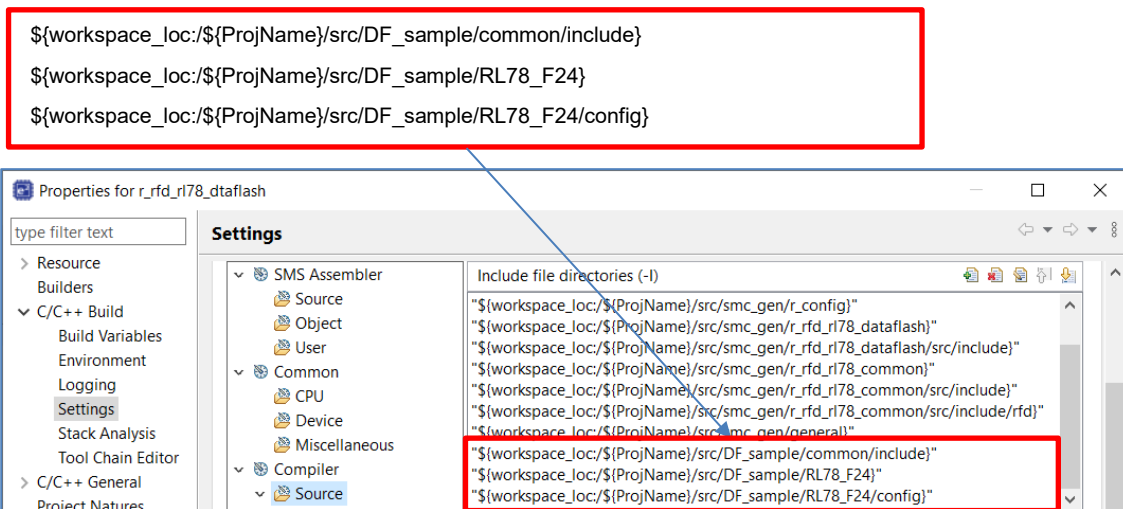 ${workspace_loc:/${ProjName}/src/DF_sample/common/include}
${workspace_loc:/${ProjName}/src/DF_sample/RL78_F24}
${workspace_loc:/${ProjName}/src/DF_sample/RL78_F24/config}
Properties for r_rfd_rl78_dtaflash
type filter text
Settings
Resource
Builders
C/C++ Build
Build Variables
Environment
Logging
Settings
Stack Analysis
Tool Chain Editor
C/C++ General
Project Natures
SMS Assembler
Source
Object
User
Common
CPU
Device
Miscellaneous
Compiler
Source
Include file directories (-I)
"${workspace_loc:/${ProjName}/src/smc_gen/r_config}"
"${workspace_loc:/${ProjName}/src/smc_gen/r_rfd_rl78_dataflash}"
"${workspace_loc:/${ProjName}/src/smc_gen/r_rfd_rl78_dataflash/src/include}"
"${workspace_loc:/${ProjName}/src/smc_gen/r_rfd_rl78_common}"
"${workspace_loc:/${ProjName}/src/smc_gen/r_rfd_rl78_common/src/include}"
"${workspace_loc:/${ProjName}/src/smc_gen/r_rfd_rl78_common/src/include/rfd}"
"${workspace_loc:/${ProjName}/src/smc_gen/general}"
"${workspace_loc:/${ProjName}/src/DF_sample/common/include}"
"${workspace_loc:/${ProjName}/src/DF_sample/RL78_F24}"
"${workspace_loc:/${ProjName}/src/DF_sample/RL78_F24/config}"